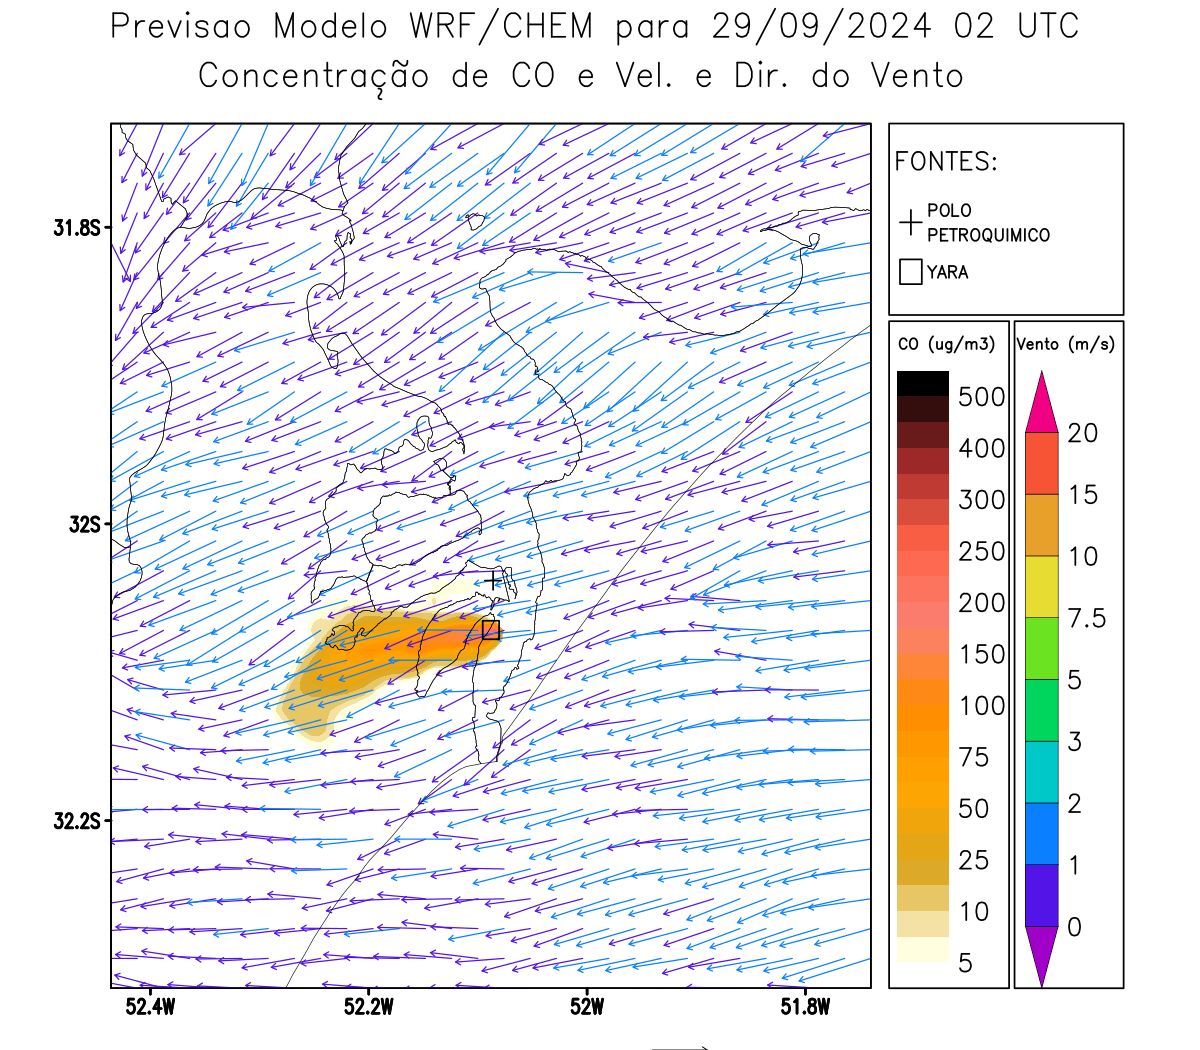 Previsao Modelo WRF/CHEM para 29/09/2024 02 UTC
Concentração de CO e Vel. e Dir. do Vento
FONTES:
POLO
PETROQUIMICO
YARA
CO (ug/m3)
500
400
300
250
200
150
100
75
50
25
10
5
Vento (m/s)
20
15
10
7.5
5
3
2
1
0
31.8S
32S
32.2S
52.4W
52.2W
52W
51.8W